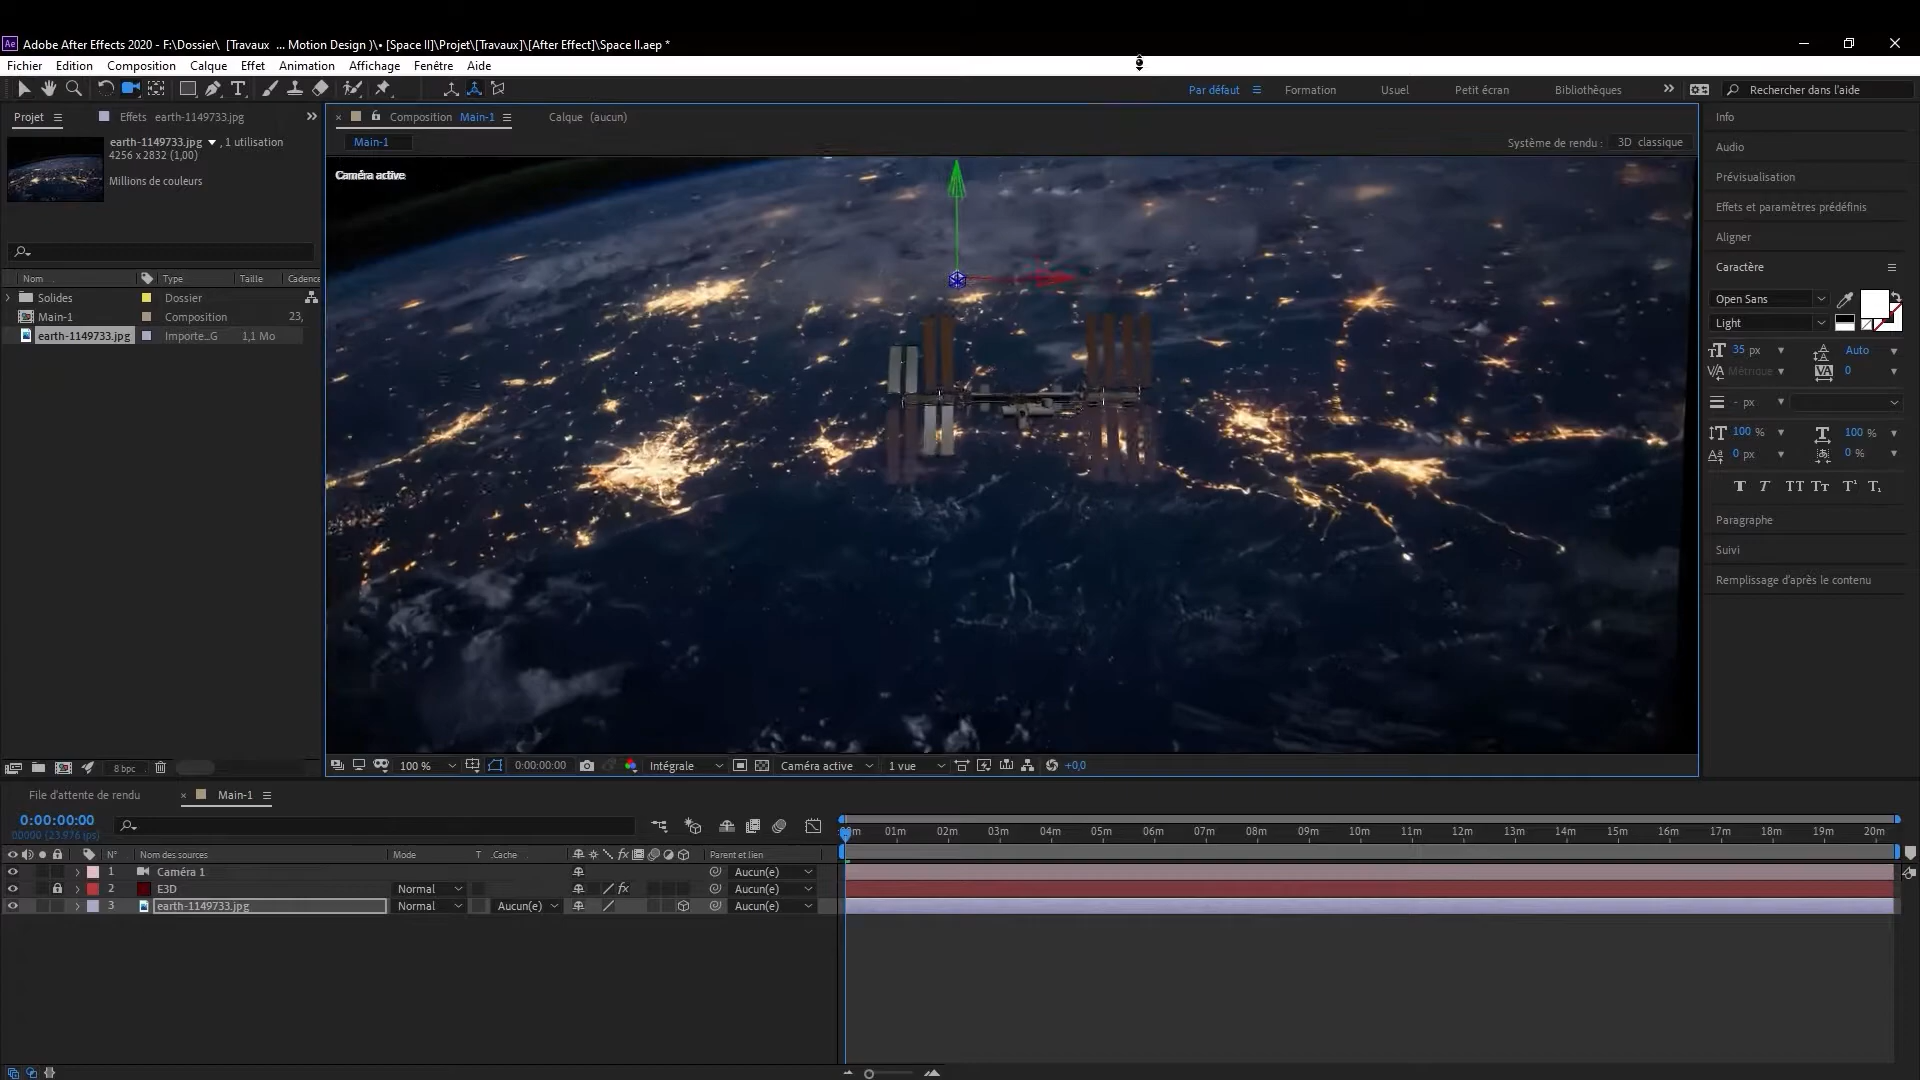 Adobe After Effects 2020 - F:\Dossier\ [Travaux ... Motion Design )\• [Space II]\Projet\[Travaux]\[After Effect]\Space II.aep *
Fichier Edition Composition Calque Effet Animation Affichage Fenêtre Aide
Par défaut Formation Usuel Petit écran Bibliothèques Rechercher dans l'aide
Projet Effets earth-1149733.jpg
earth-1149733.jpg , 1 utilisation
4256 x 2832 (1,00)
Millions de couleurs
Nom Type Taille Cadence
Solides Dossier
Main-1 Composition 23,
earth-1149733.jpg Importe...G 1,1 Mo
8 bpc
Composition Main-1 Calque (aucun)
Main-1
Système de rendu : 3D classique
Caméra active
100 % 0:00:00:00 Intégrale Caméra active 1 vue +0,0
Info
Audio
Prévisualisation
Effets et paramètres prédéfinis
Aligner
Caractère
Open Sans
Light
35 px Auto
Métrique 0
- px
100 % 100 %
0 px 0 %
Paragraphe
Suivi
Remplissage d'après le contenu
File d'attente de rendu Main-1
0:00:00:00
00000 (23.976 ips)
N° Nom des sources Mode T .Cache Parent et lien
1 Caméra 1 Aucun(e)
2 E3D Normal Aucun(e)
3 earth-1149733.jpg Normal Aucun(e) Aucun(e)
01m 02m 03m 04m 05m 06m 07m 08m 09m 10m 11m 12m 13m 14m 15m 16m 17m 18m 19m 20m